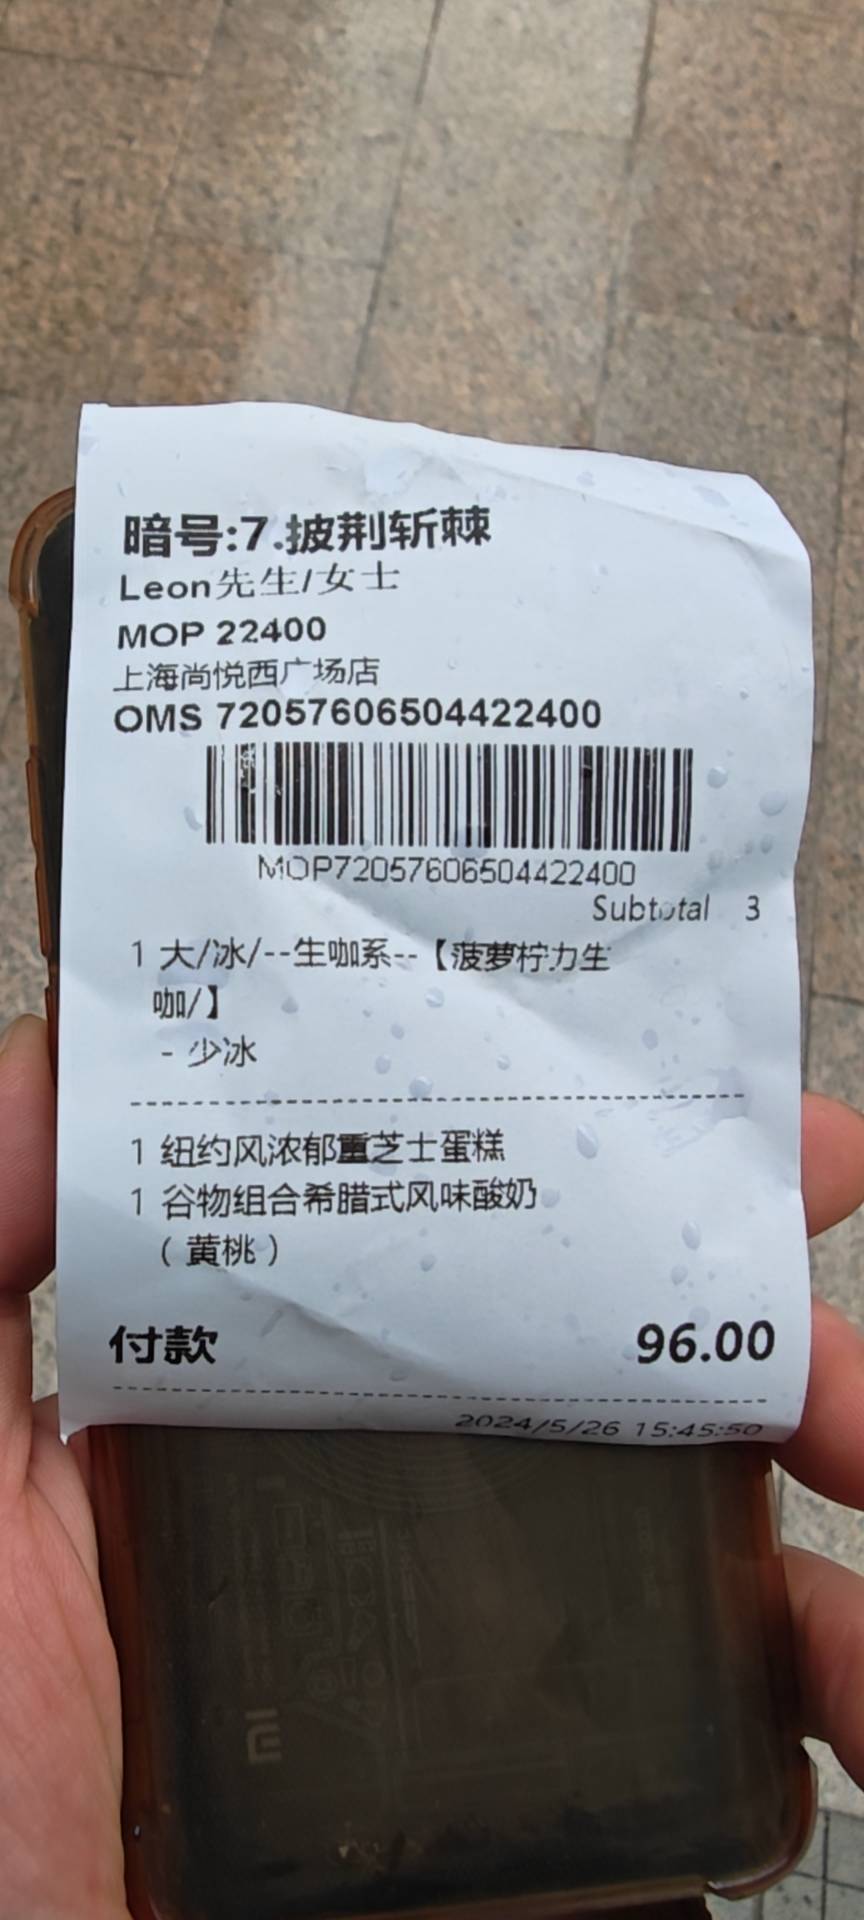 暗号:7.披荆斩棘
Leon先生/女士
MOP 22400
上海尚悦西广场店
OMS 72057606504422400
MOP72057606504422400
Subtotal 3
1 大/冰/--生咖系--【菠萝柠力生
咖/】
- 少冰
1 纽约风浓郁重芝士蛋糕
1 谷物组合希腊式风味酸奶
（黄桃）
付款 96.00
2024/5/26 15:45:50